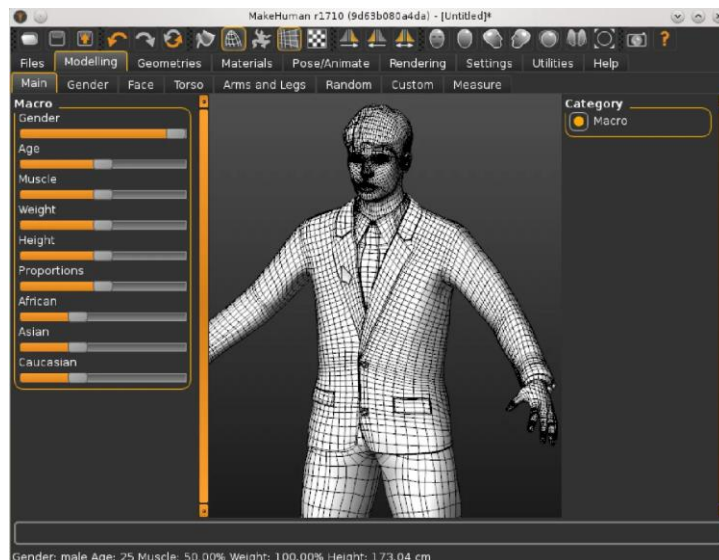 MakeHuman r1710 (9d63b080a4da) - [Untitled]*
Files Modelling Geometries Materials Pose/Animate Rendering Settings Utilities Help
Main Gender Face Torso Arms and Legs Random Custom Measure
Macro
Gender
Age
Muscle
Weight
Height
Proportions
African
Asian
Caucasian
Category
Macro
Gender: male Age: 25 Muscle: 50.00% Weight: 100.00% Height: 173.04 cm